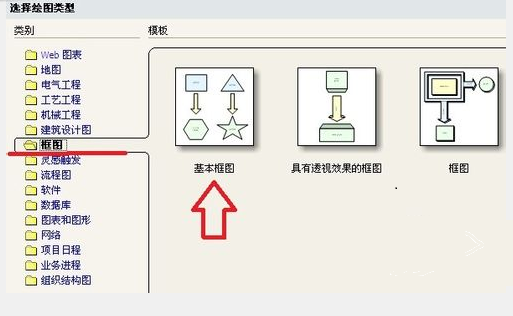 选择绘图类型
类别
模板
Web 图表
地图
电气工程
工艺工程
机械工程
建筑设计图
框图
灵感触发
流程图
软件
数据库
图表和图形
网络
项目日程
业务进程
组织结构图
基本框图
具有透视效果的框图
框图